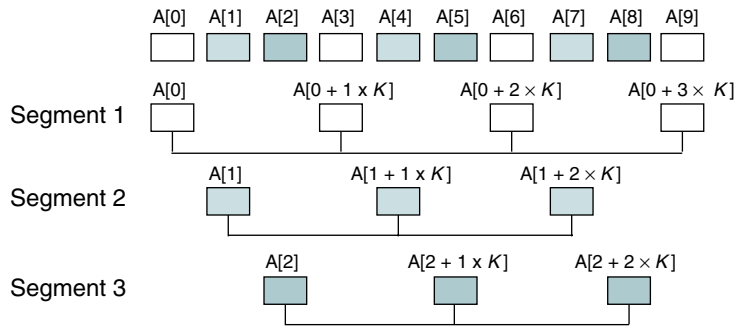 A[0] A[1] A[2] A[3] A[4] A[5] A[6] A[7] A[8] A[9]
A[0] A[0 + 1 x K] A[0 + 2 × K] A[0 + 3 × K]
Segment 1
A[1] A[1 + 1 x K] A[1 + 2 × K]
Segment 2
A[2] A[2 + 1 x K] A[2 + 2 × K]
Segment 3